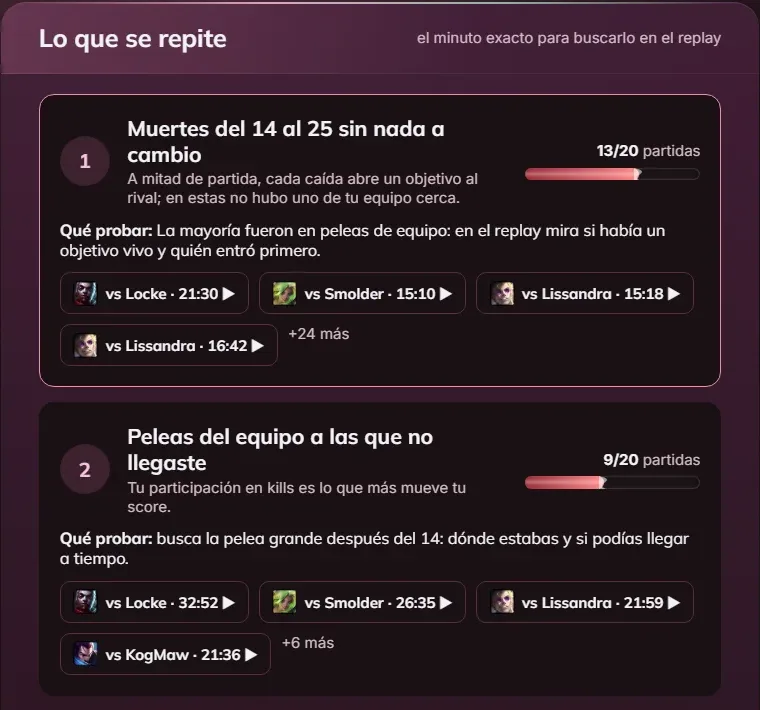 Lo que se repite
el minuto exacto para buscarlo en el replay
1
Muertes del 14 al 25 sin nada a
cambio
A mitad de partida, cada caída abre un objetivo al
rival; en estas no hubo uno de tu equipo cerca.
13/20 partidas
Qué probar: La mayoría fueron en peleas de equipo: en el replay mira si había un
objetivo vivo y quién entró primero.
vs Locke · 21:30 ▶
vs Smolder · 15:10 ▶
vs Lissandra · 15:18 ▶
vs Lissandra · 16:42 ▶
+24 más
2
Peleas del equipo a las que no
llegaste
Tu participación en kills es lo que más mueve tu
score.
9/20 partidas
Qué probar: busca la pelea grande después del 14: dónde estabas y si podías llegar
a tiempo.
vs Locke · 32:52 ▶
vs Smolder · 26:35 ▶
vs Lissandra · 21:59 ▶
vs KogMaw · 21:36 ▶
+6 más